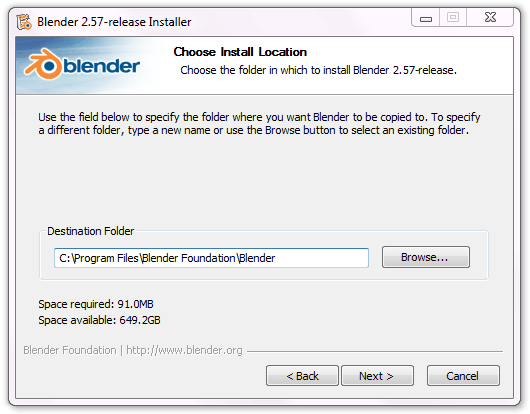 Blender 2.57-release Installer
blender
Choose Install Location
Choose the folder in which to install Blender 2.57-release.
Use the field below to specify the folder where you want Blender to be copied to. To specify
a different folder, type a new name or use the Browse button to select an existing folder.
Destination Folder
C:\Program Files\Blender Foundation\Blender
Browse...
Space required: 91.0MB
Space available: 649.2GB
Blender Foundation | http://www.blender.org
< Back
Next >
Cancel